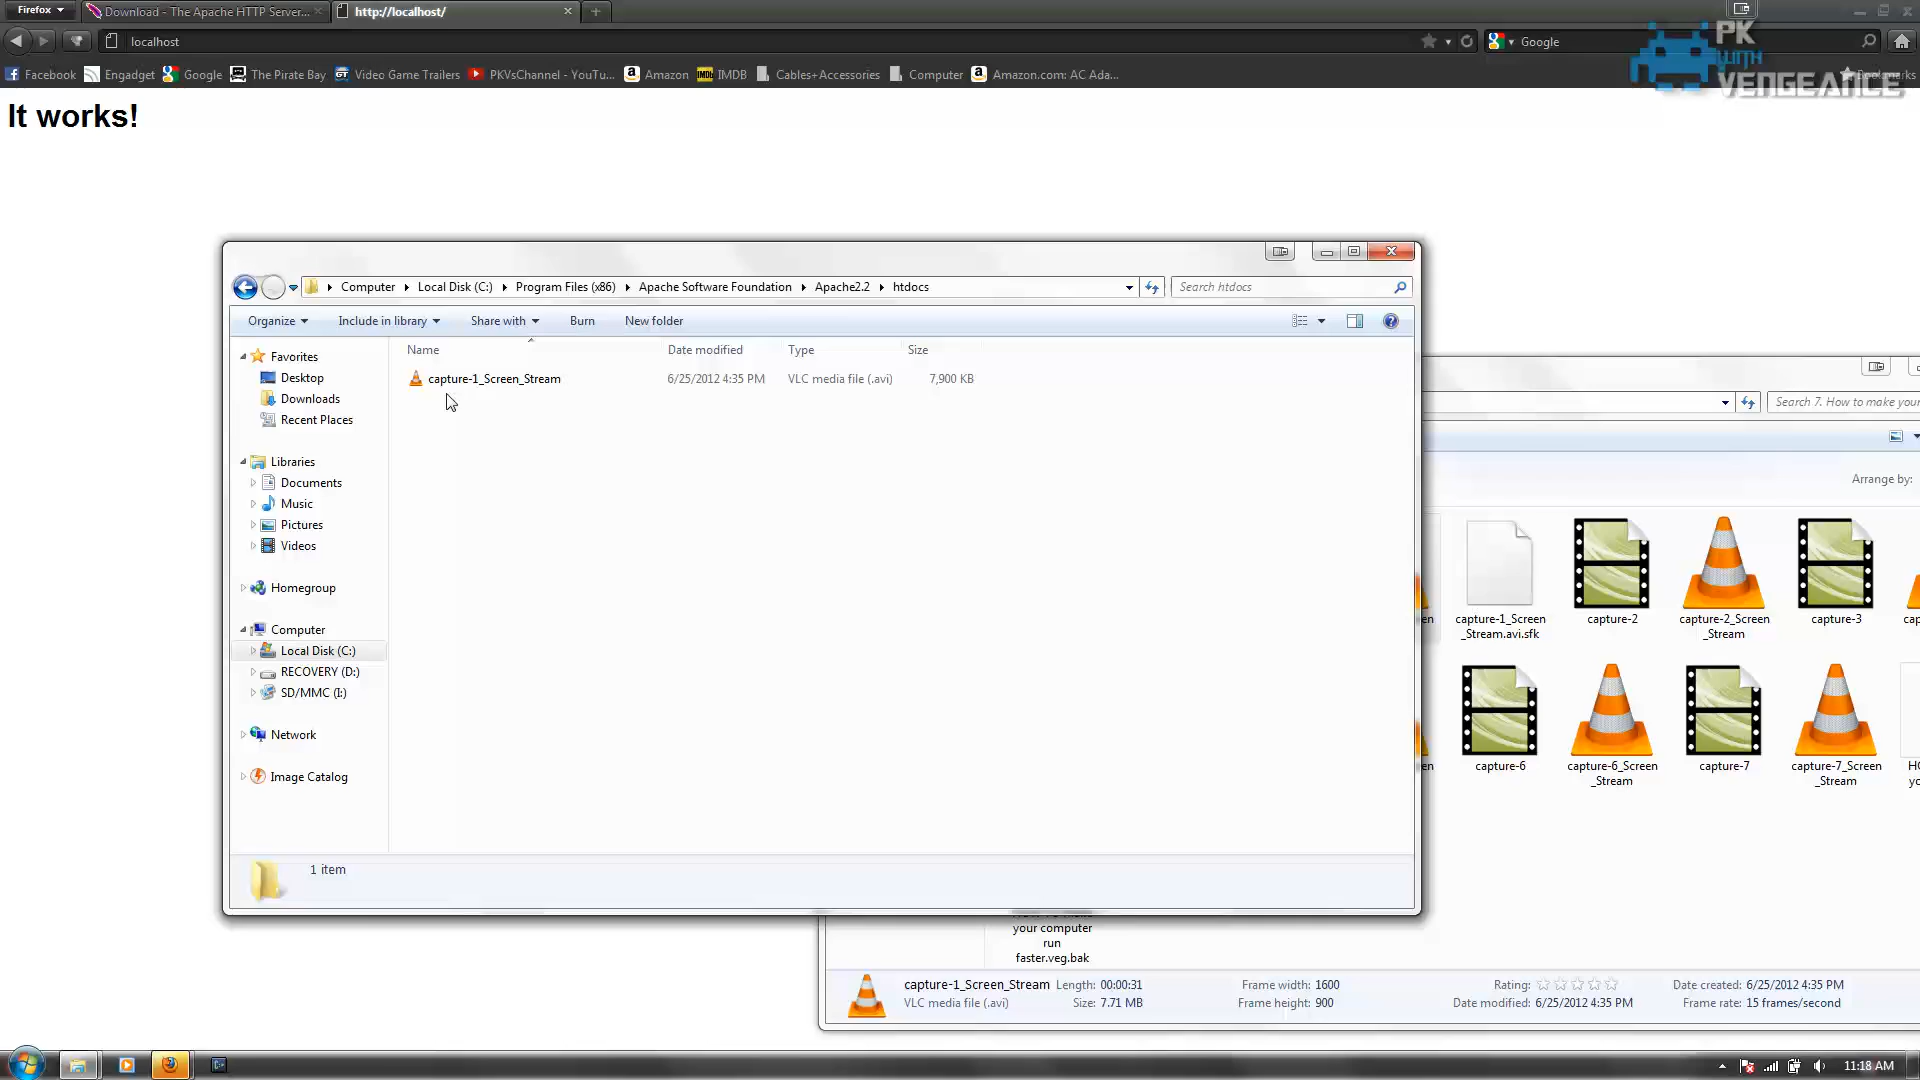 Firefox
Download - The Apache HTTP Server...
http://localhost/
localhost
Google
PK
WITH
VENGEANCE
Facebook
Engadget
Google
The Pirate Bay
Video Game Trailers
PKVsChannel - YouTu...
Amazon
IMDB
Cables+Accessories
Computer
Amazon.com: AC Ada...
Bookmarks
It works!
Computer
Local Disk (C:)
Program Files (x86)
Apache Software Foundation
Apache2.2
htdocs
Search htdocs
Organize
Include in library
Share with
Burn
New folder
Name
Date modified
Type
Size
capture-1_Screen_Stream
6/25/2012 4:35 PM
VLC media file (.avi)
7,900 KB
Favorites
Desktop
Downloads
Recent Places
Libraries
Documents
Music
Pictures
Videos
Homegroup
Computer
Local Disk (C:)
RECOVERY (D:)
SD/MMC (I:)
Network
Image Catalog
1 item
Search 7. How to make your
Arrange by:
capture-1_Screen
_Stream.avi.sfk
capture-2
capture-2_Screen
_Stream
capture-3
capture-6
capture-6_Screen
_Stream
capture-7
capture-7_Screen
_Stream
your computer
run
faster.veg.bak
capture-1_Screen_Stream
VLC media file (.avi)
Length: 00:00:31
Size: 7.71 MB
Frame width: 1600
Frame height: 900
Rating:
Date modified: 6/25/2012 4:35 PM
Date created: 6/25/2012 4:35 PM
Frame rate: 15 frames/second
11:18 AM